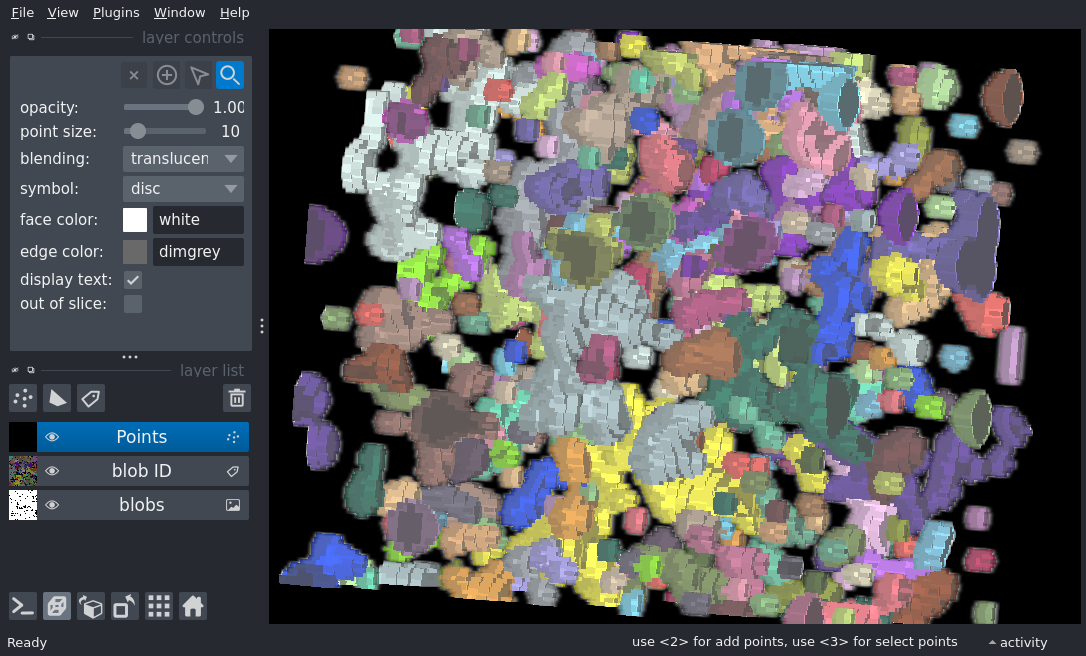 File View Plugins Window Help
layer controls
opacity: 1.00
point size: 10
blending: translucen
symbol: disc
face color: white
edge color: dimgrey
display text:
out of slice:
layer list
Points
blob ID
blobs
Ready
use <2> for add points, use <3> for select points
activity